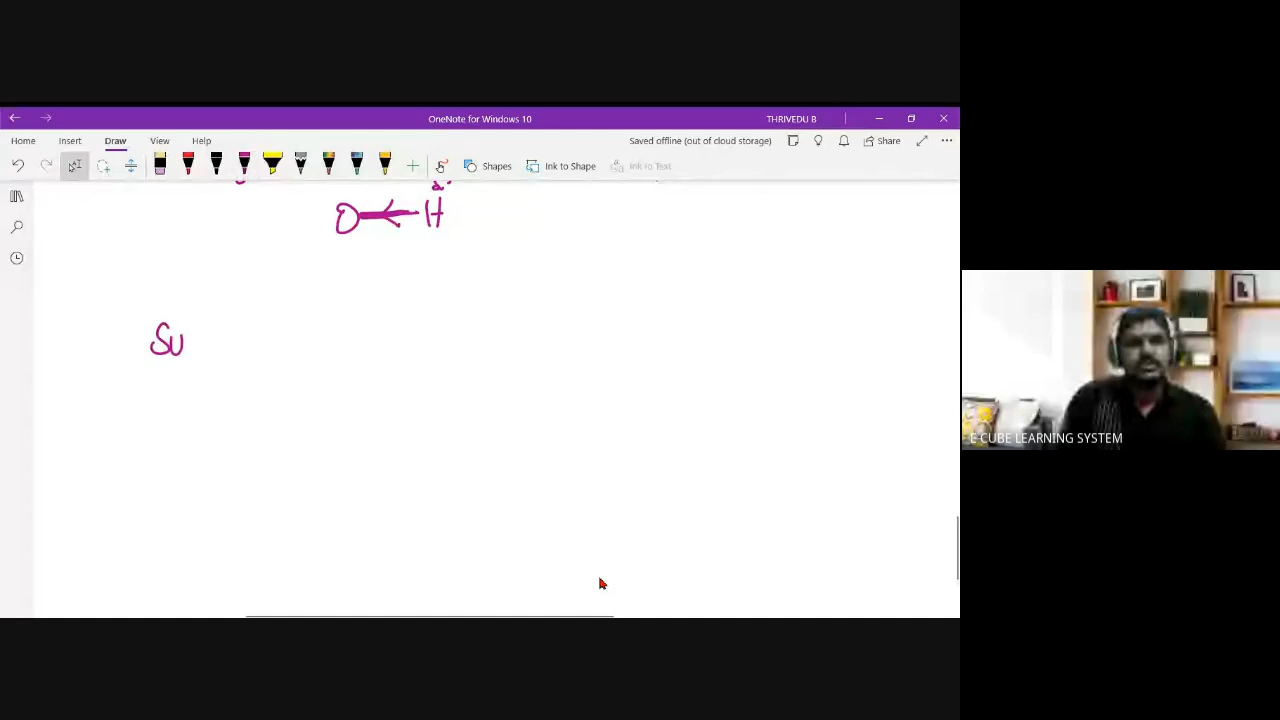 OneNote for Windows 10
THRIVEDU B
Home Insert Draw View Help
Saved offline (out of cloud storage)
Share
Shapes
Ink to Shape
Ink to Text
O H
Su
E CUBE LEARNING SYSTEM